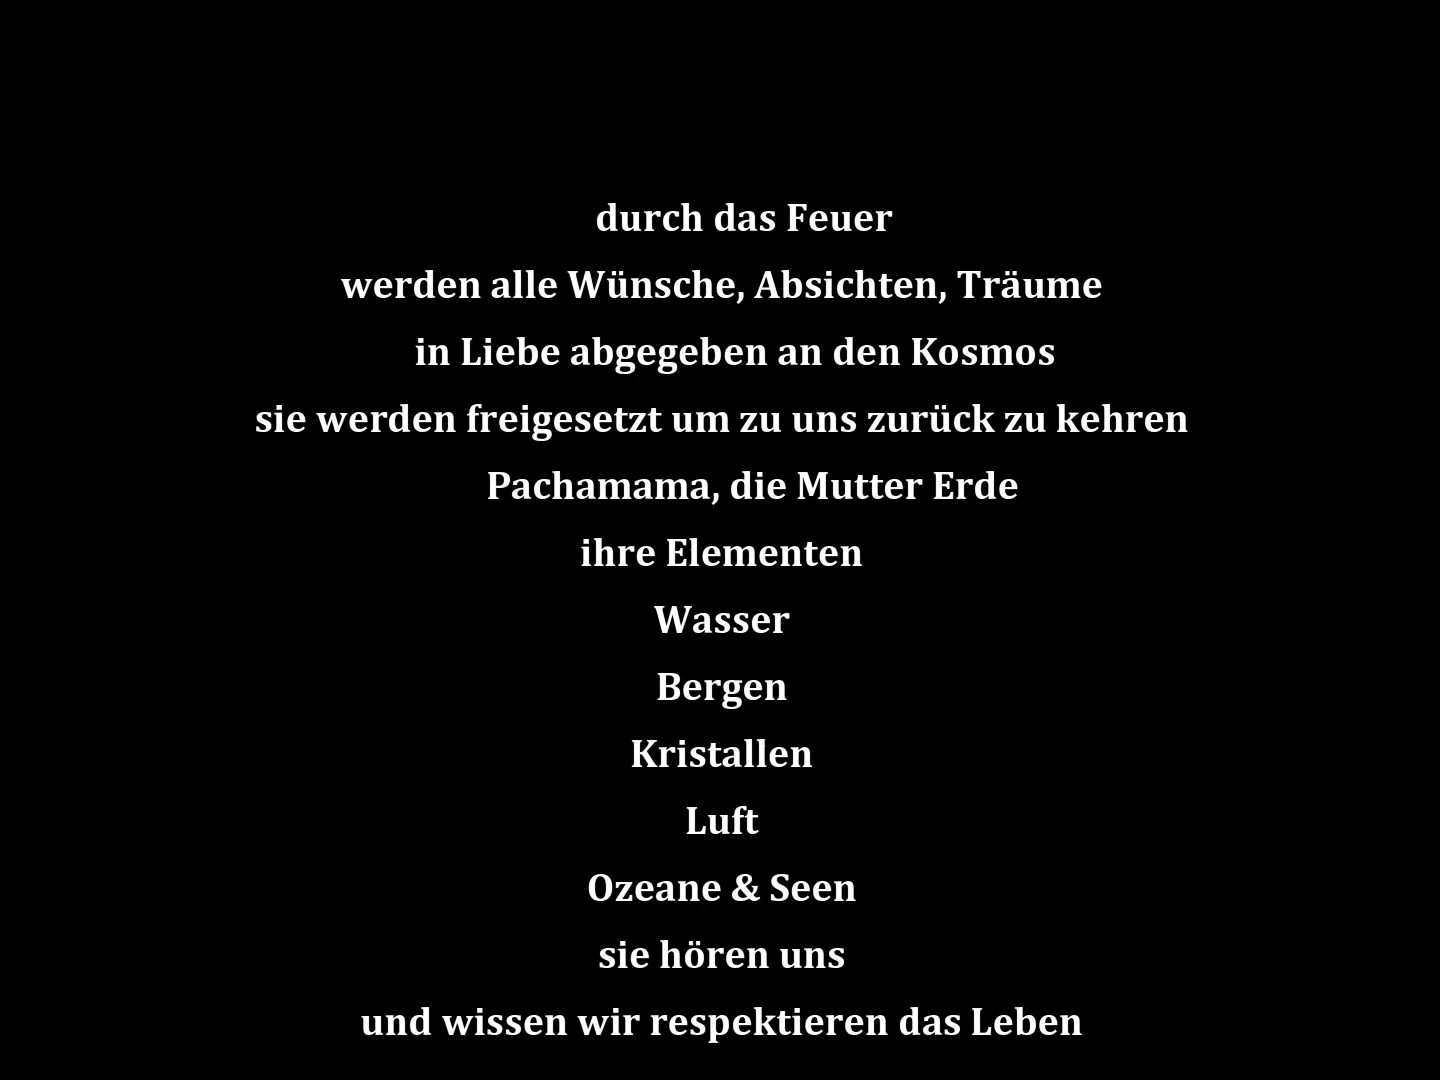 durch das Feuer
werden alle Wünsche, Absichten, Träume
in Liebe abgegeben an den Kosmos
sie werden freigesetzt um zu uns zurück zu kehren
Pachamama, die Mutter Erde
ihre Elementen
Wasser
Bergen
Kristallen
Luft
Ozeane & Seen
sie hören uns
und wissen wir respektieren das Leben